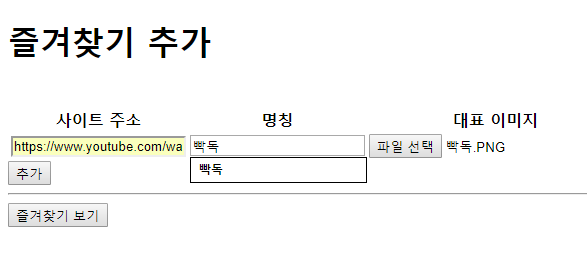 즐겨찾기 추가
사이트 주소 명칭 대표 이미지
https://www.youtube.com/wa 빡독 파일 선택 빡독.PNG
추가 빡독
즐겨찾기 보기